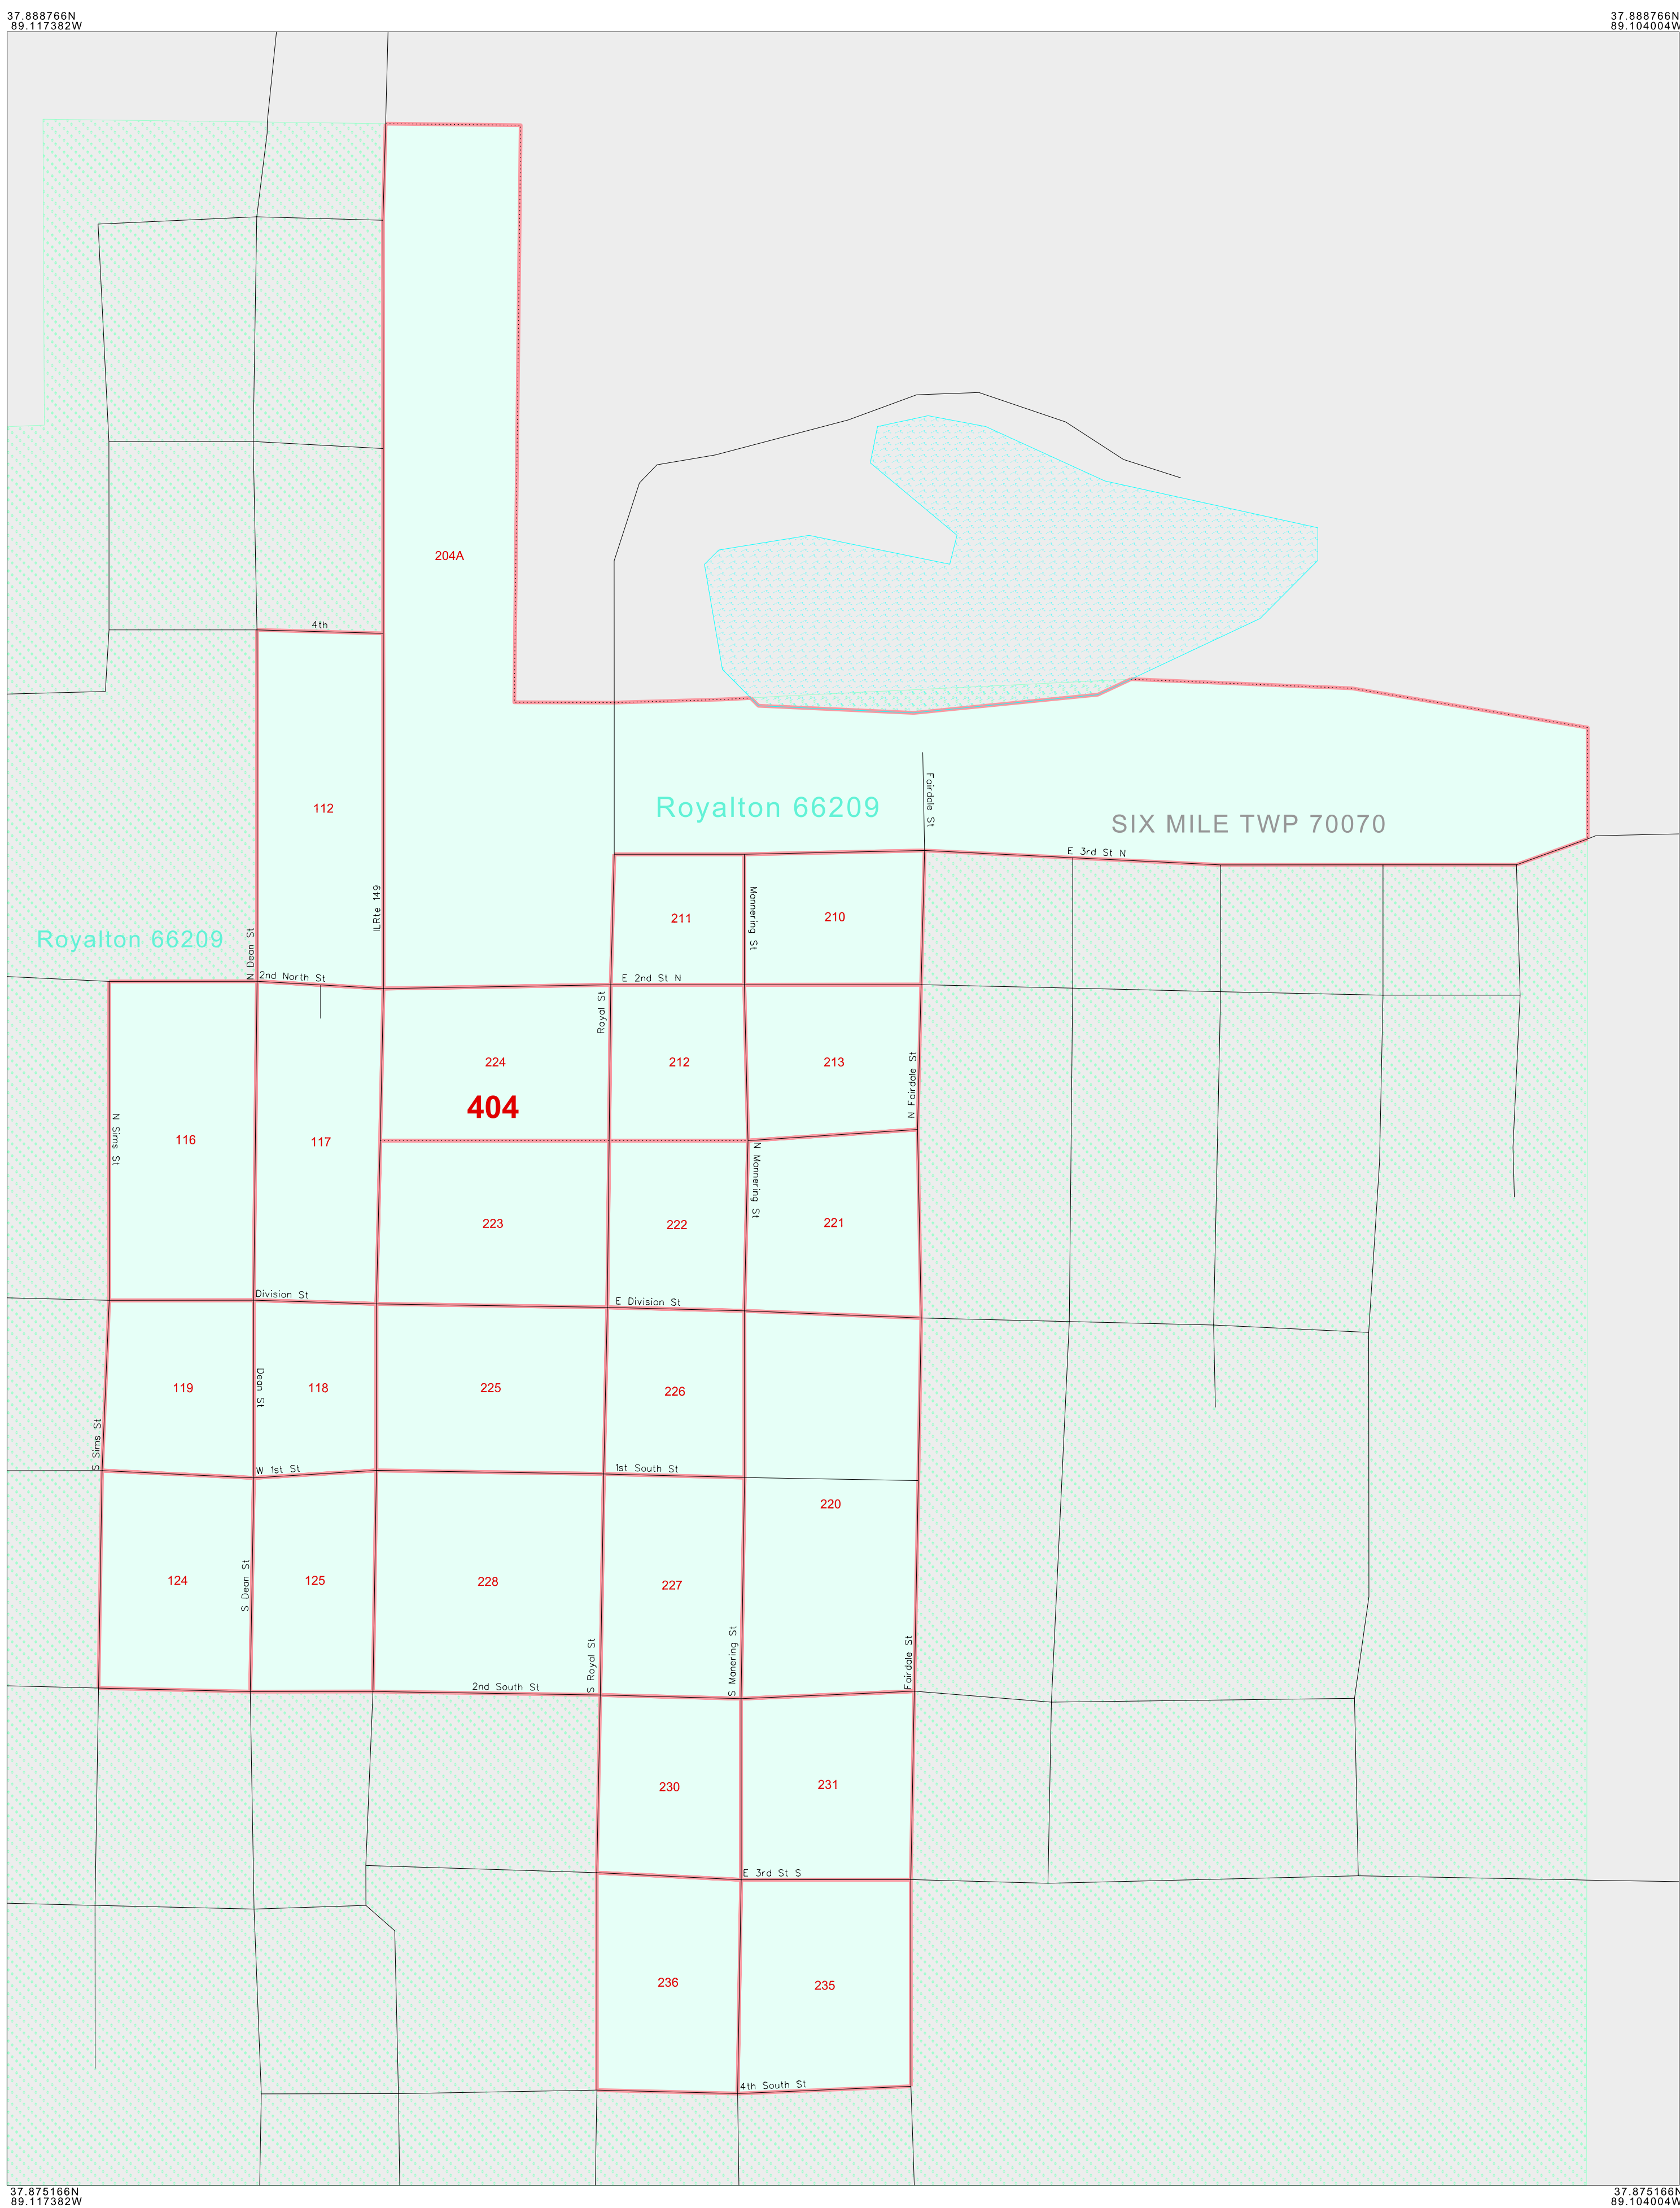 37.888766N
89.117382W
37.888766N
89.104004W
204A
4th
112
Royalton 66209
SIX MILE TWP 70070
Fairdale St
E 3rd St N
ILRte 149
211
Mannering St
210
Royalton 66209
N Dean St
2nd North St
E 2nd St N
Royal St
224
212
213
N Fairdale St
404
N Sims St
116
117
N Mannering St
223
222
221
Division St
E Division St
119
Dean St
118
225
226
S Sims St
W 1st St
1st South St
220
124
S Dean St
125
228
227
S Royal St
S Manering St
Fairdale St
2nd South St
230
231
E 3rd St S
236
235
4th South St
37.875166N
89.117382W
37.875166N
89.104004W